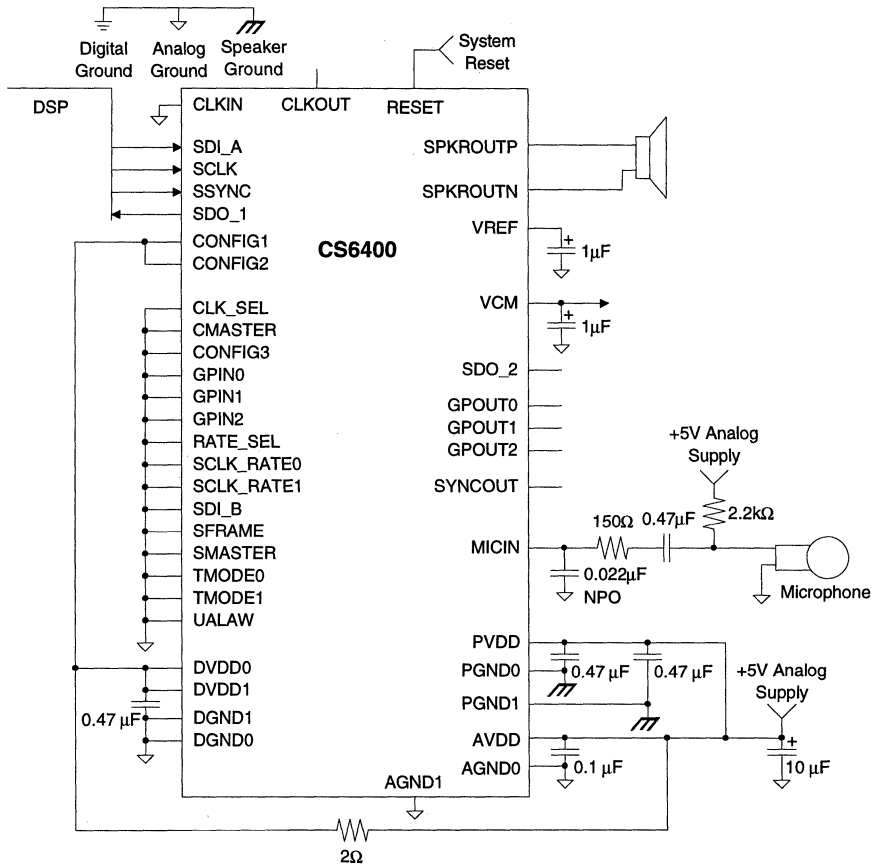 Digital
Ground
Analog
Ground
Speaker
Ground
System
Reset
DSP
CLKIN
CLKOUT
RESET
SDI_A
SCLK
SSYNC
SDO_1
CONFIG1
CONFIG2
CS6400
CLK_SEL
CMASTER
CONFIG3
GPIN0
GPIN1
GPIN2
RATE_SEL
SCLK_RATE0
SCLK_RATE1
SDI_B
SFRAME
SMASTER
TMODE0
TMODE1
UALAW
DVDD0
DVDD1
DGND1
DGND0
0.47 µF
SPKROUTP
SPKROUTN
VREF
+
1µF
VCM
+
1µF
SDO_2
GPOUT0
GPOUT1
GPOUT2
SYNCOUT
+5V Analog
Supply
2.2kΩ
MICIN
150Ω
0.47µF
0.022µF
NPO
Microphone
PVDD
PGND0
0.47 µF
0.47 µF
PGND1
+5V Analog
Supply
AVDD
+
AGND0
0.1 µF
10 µF
AGND1
2Ω